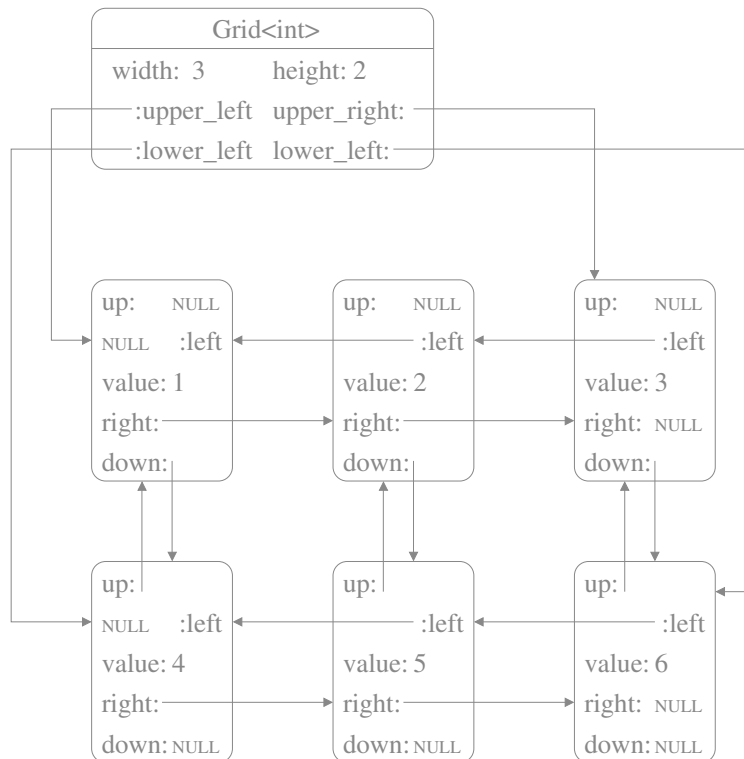 Grid<int>
width: 3 height: 2
:upper_left upper_right:
:lower_left lower_left:
up: NULL up: NULL up: NULL
NULL :left :left :left
value: 1 value: 2 value: 3
right: right: right: NULL
down: down: down:
up: up: up:
NULL :left :left :left
value: 4 value: 5 value: 6
right: right: right: NULL
down: NULL down: NULL down: NULL